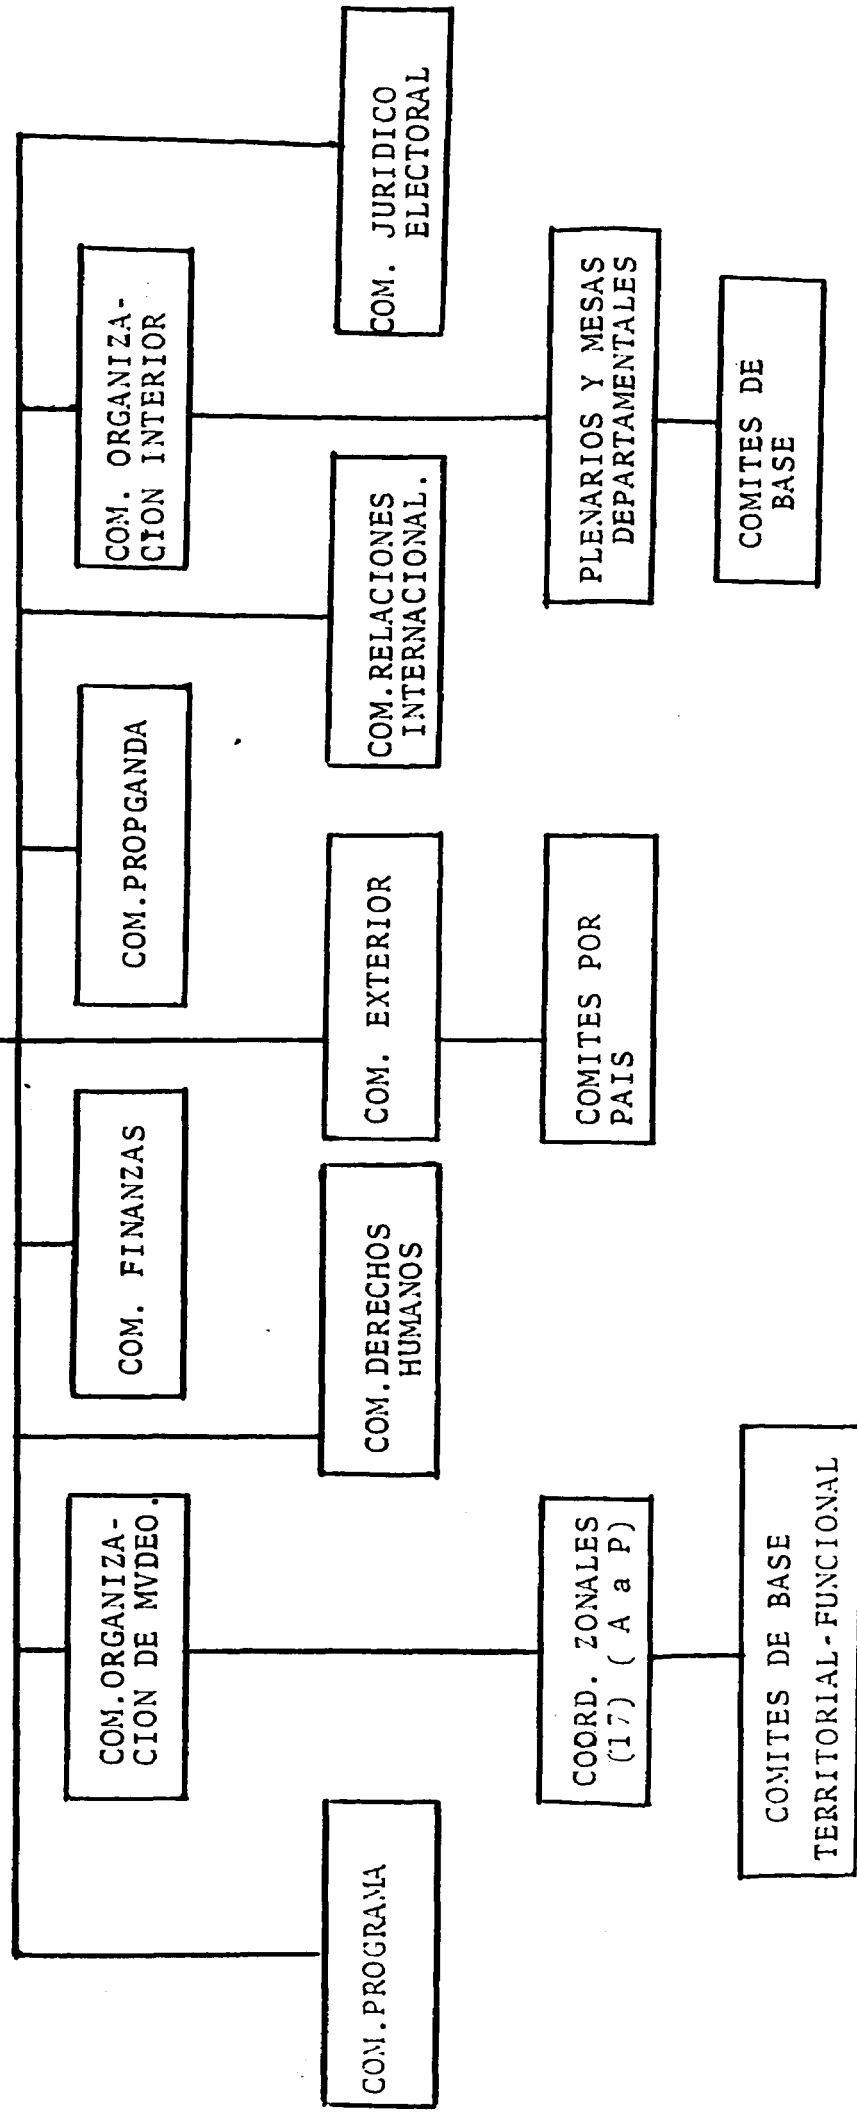 COM.ORGANIZA-
CION DE MVDEO.
COM. FINANZAS
COM.PROPGANDA
COM. ORGANIZA-
CION INTERIOR
COM.PROGRAMA
COM.DERECHOS
HUMANOS
COM. EXTERIOR
COM.RELACIONES
INTERNACIONAL.
COM. JURIDICO
ELECTORAL
COORD. ZONALES
(17) ( A a P)
COMITES POR
PAIS
PLENARIOS Y MESAS
DEPARTAMENTALES
COMITES DE BASE
TERRITORIAL-FUNCIONAL
COMITES DE
BASE